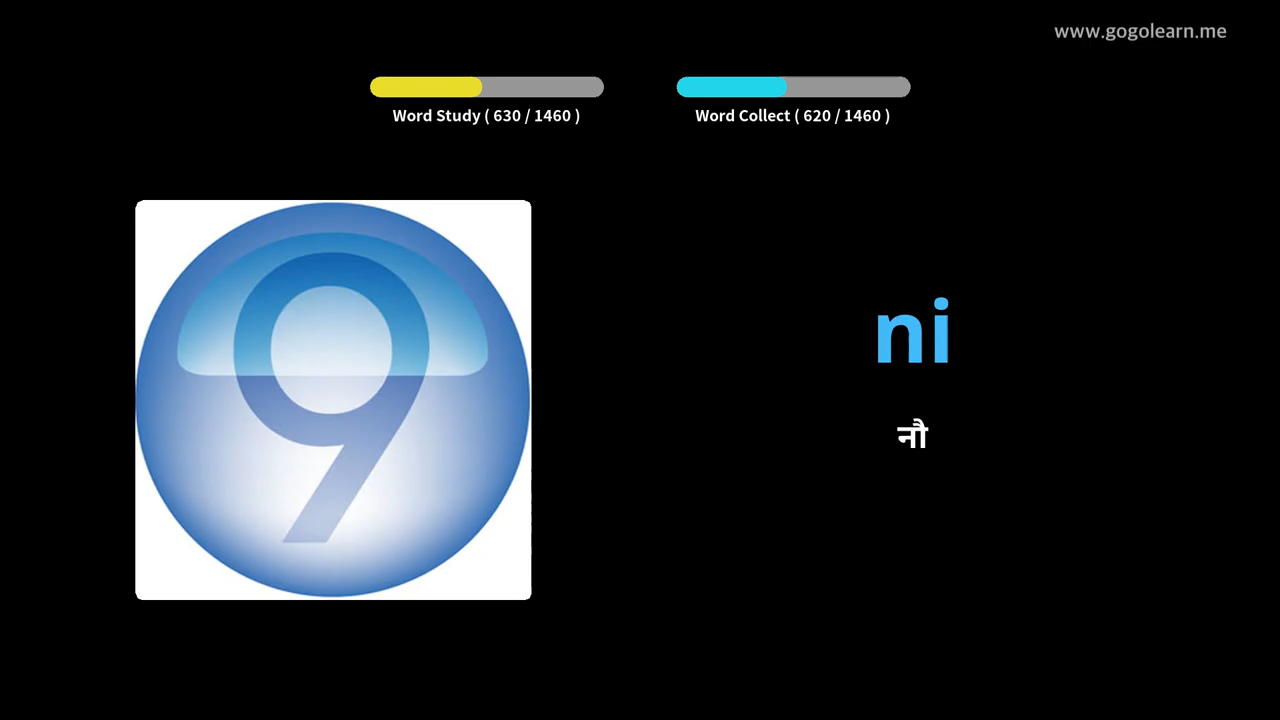 www.gogolearn.me
Word Study ( 630 / 1460 )
Word Collect ( 620 / 1460 )
9
ni
नौ